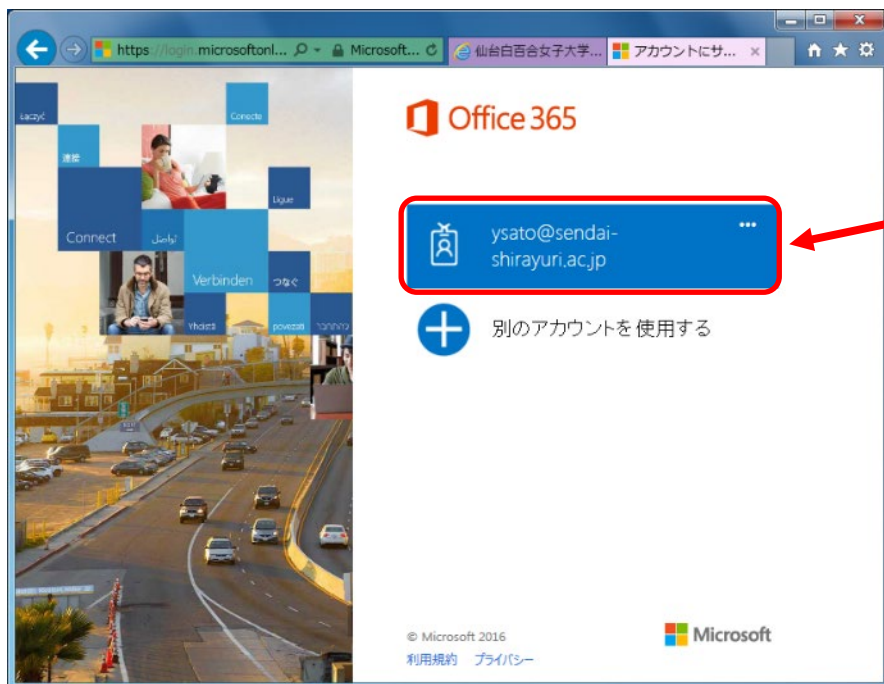 https://login.microsoftonl...
Microsoft...
仙台白百合女子大学...
アカウントにサ...
Łączyć
Conecte
連接
Ligue
Connect
تواصل
Verbinden
つなぐ
Yhdistä
povezati
להתחבר
Office 365
ysato@sendai-
shirayuri.ac.jp
別のアカウントを使用する
© Microsoft 2016
利用規約 プライバシー
Microsoft